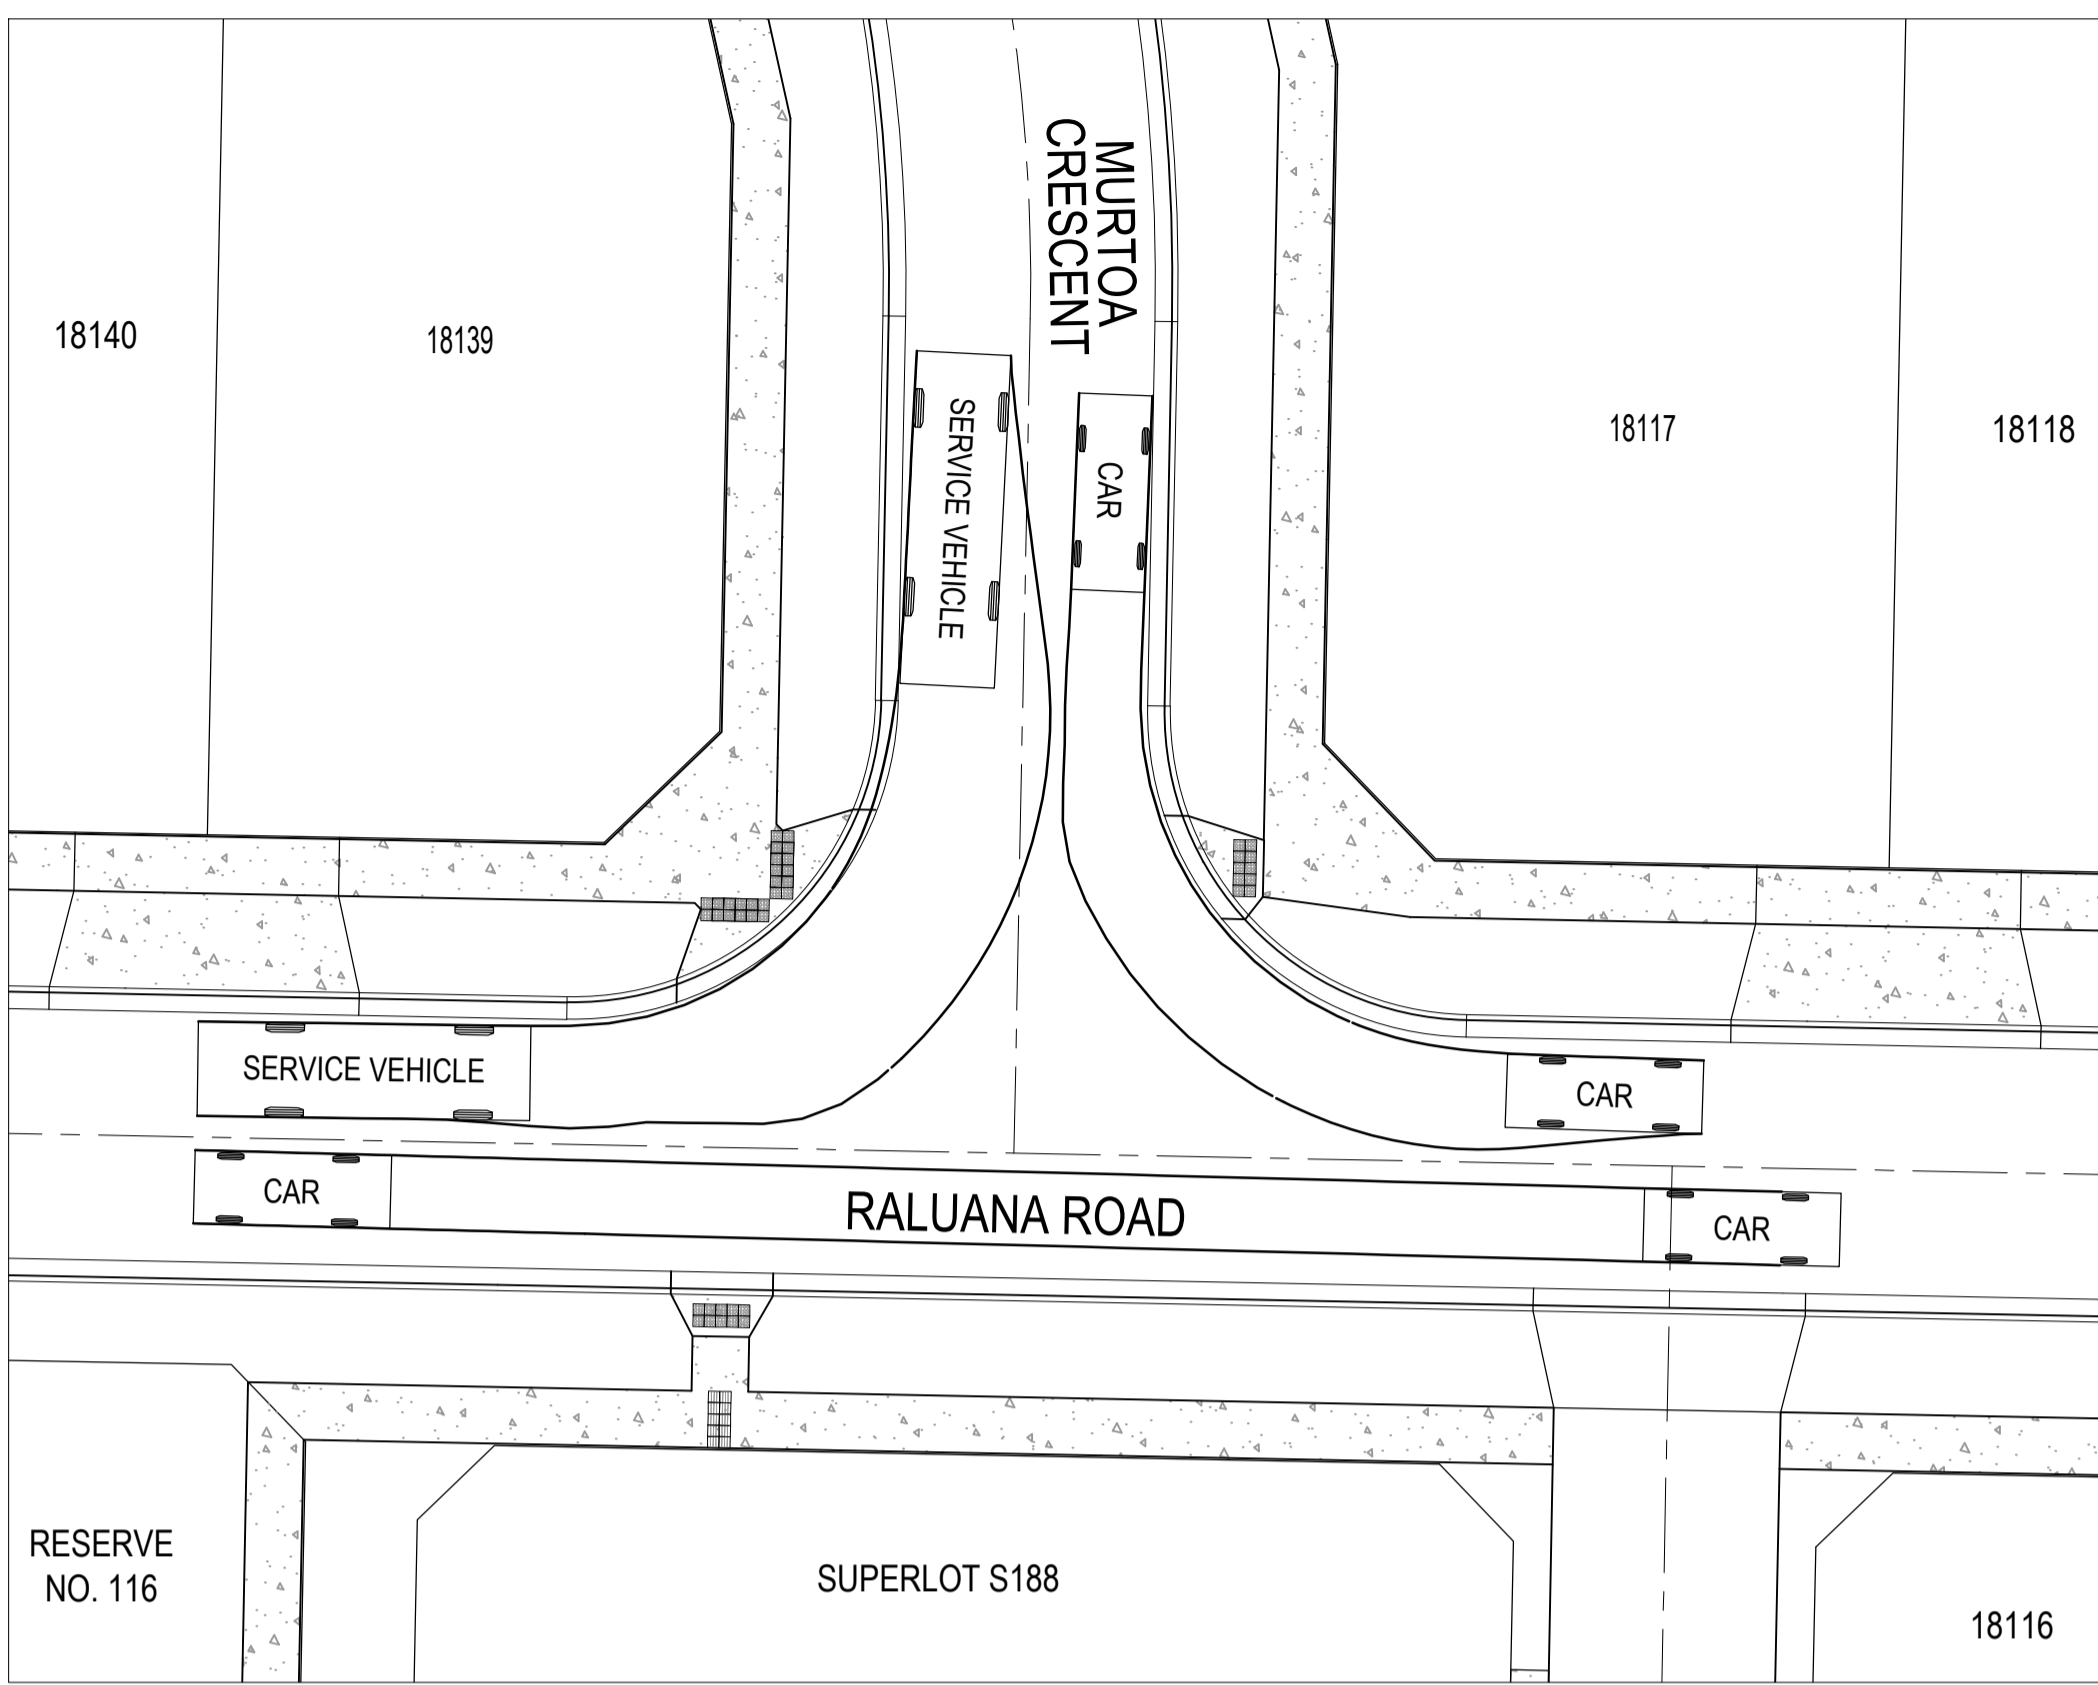 MURTOA
CRESCENT
18140
18139
18117
18118
SERVICE VEHICLE
CAR
SERVICE VEHICLE
CAR
CAR
RALUANA ROAD
CAR
RESERVE
NO. 116
SUPERLOT S188
18116